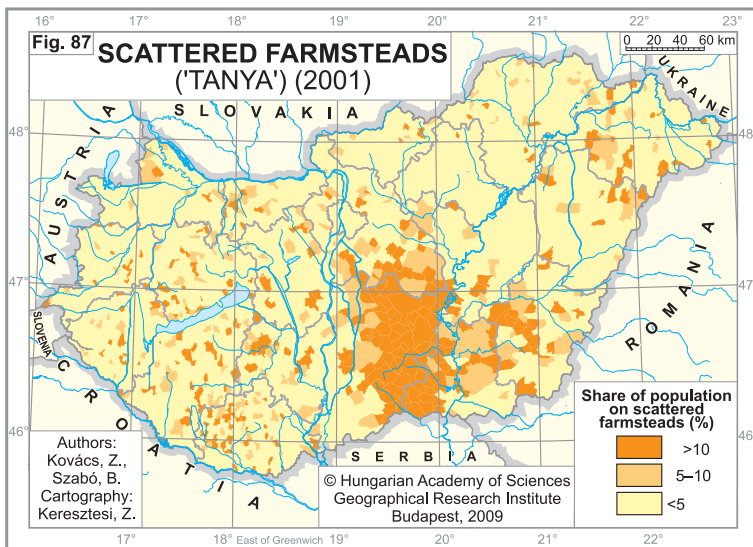 16° 17° 18° 19° 20° 21° 22° 23°
Fig. 87
SCATTERED FARMSTEADS
('TANYA') (2001)
0 20 40 60 km
UKRAINE
SLOVAKIA
AUSTRIA
48° 48°
47° 47°
ROMANIA
SLOVENIA
CROATIA
46° 46°
SERBIA
Authors:
Kovács, Z.,
Szabó, B.
Cartography:
Keresztesi, Z.
© Hungarian Academy of Sciences
Geographical Research Institute
Budapest, 2009
Share of population
on scattered
farmsteads (%)
>10
5–10
<5
17° 18° East of Greenwich 19° 20° 21° 22°